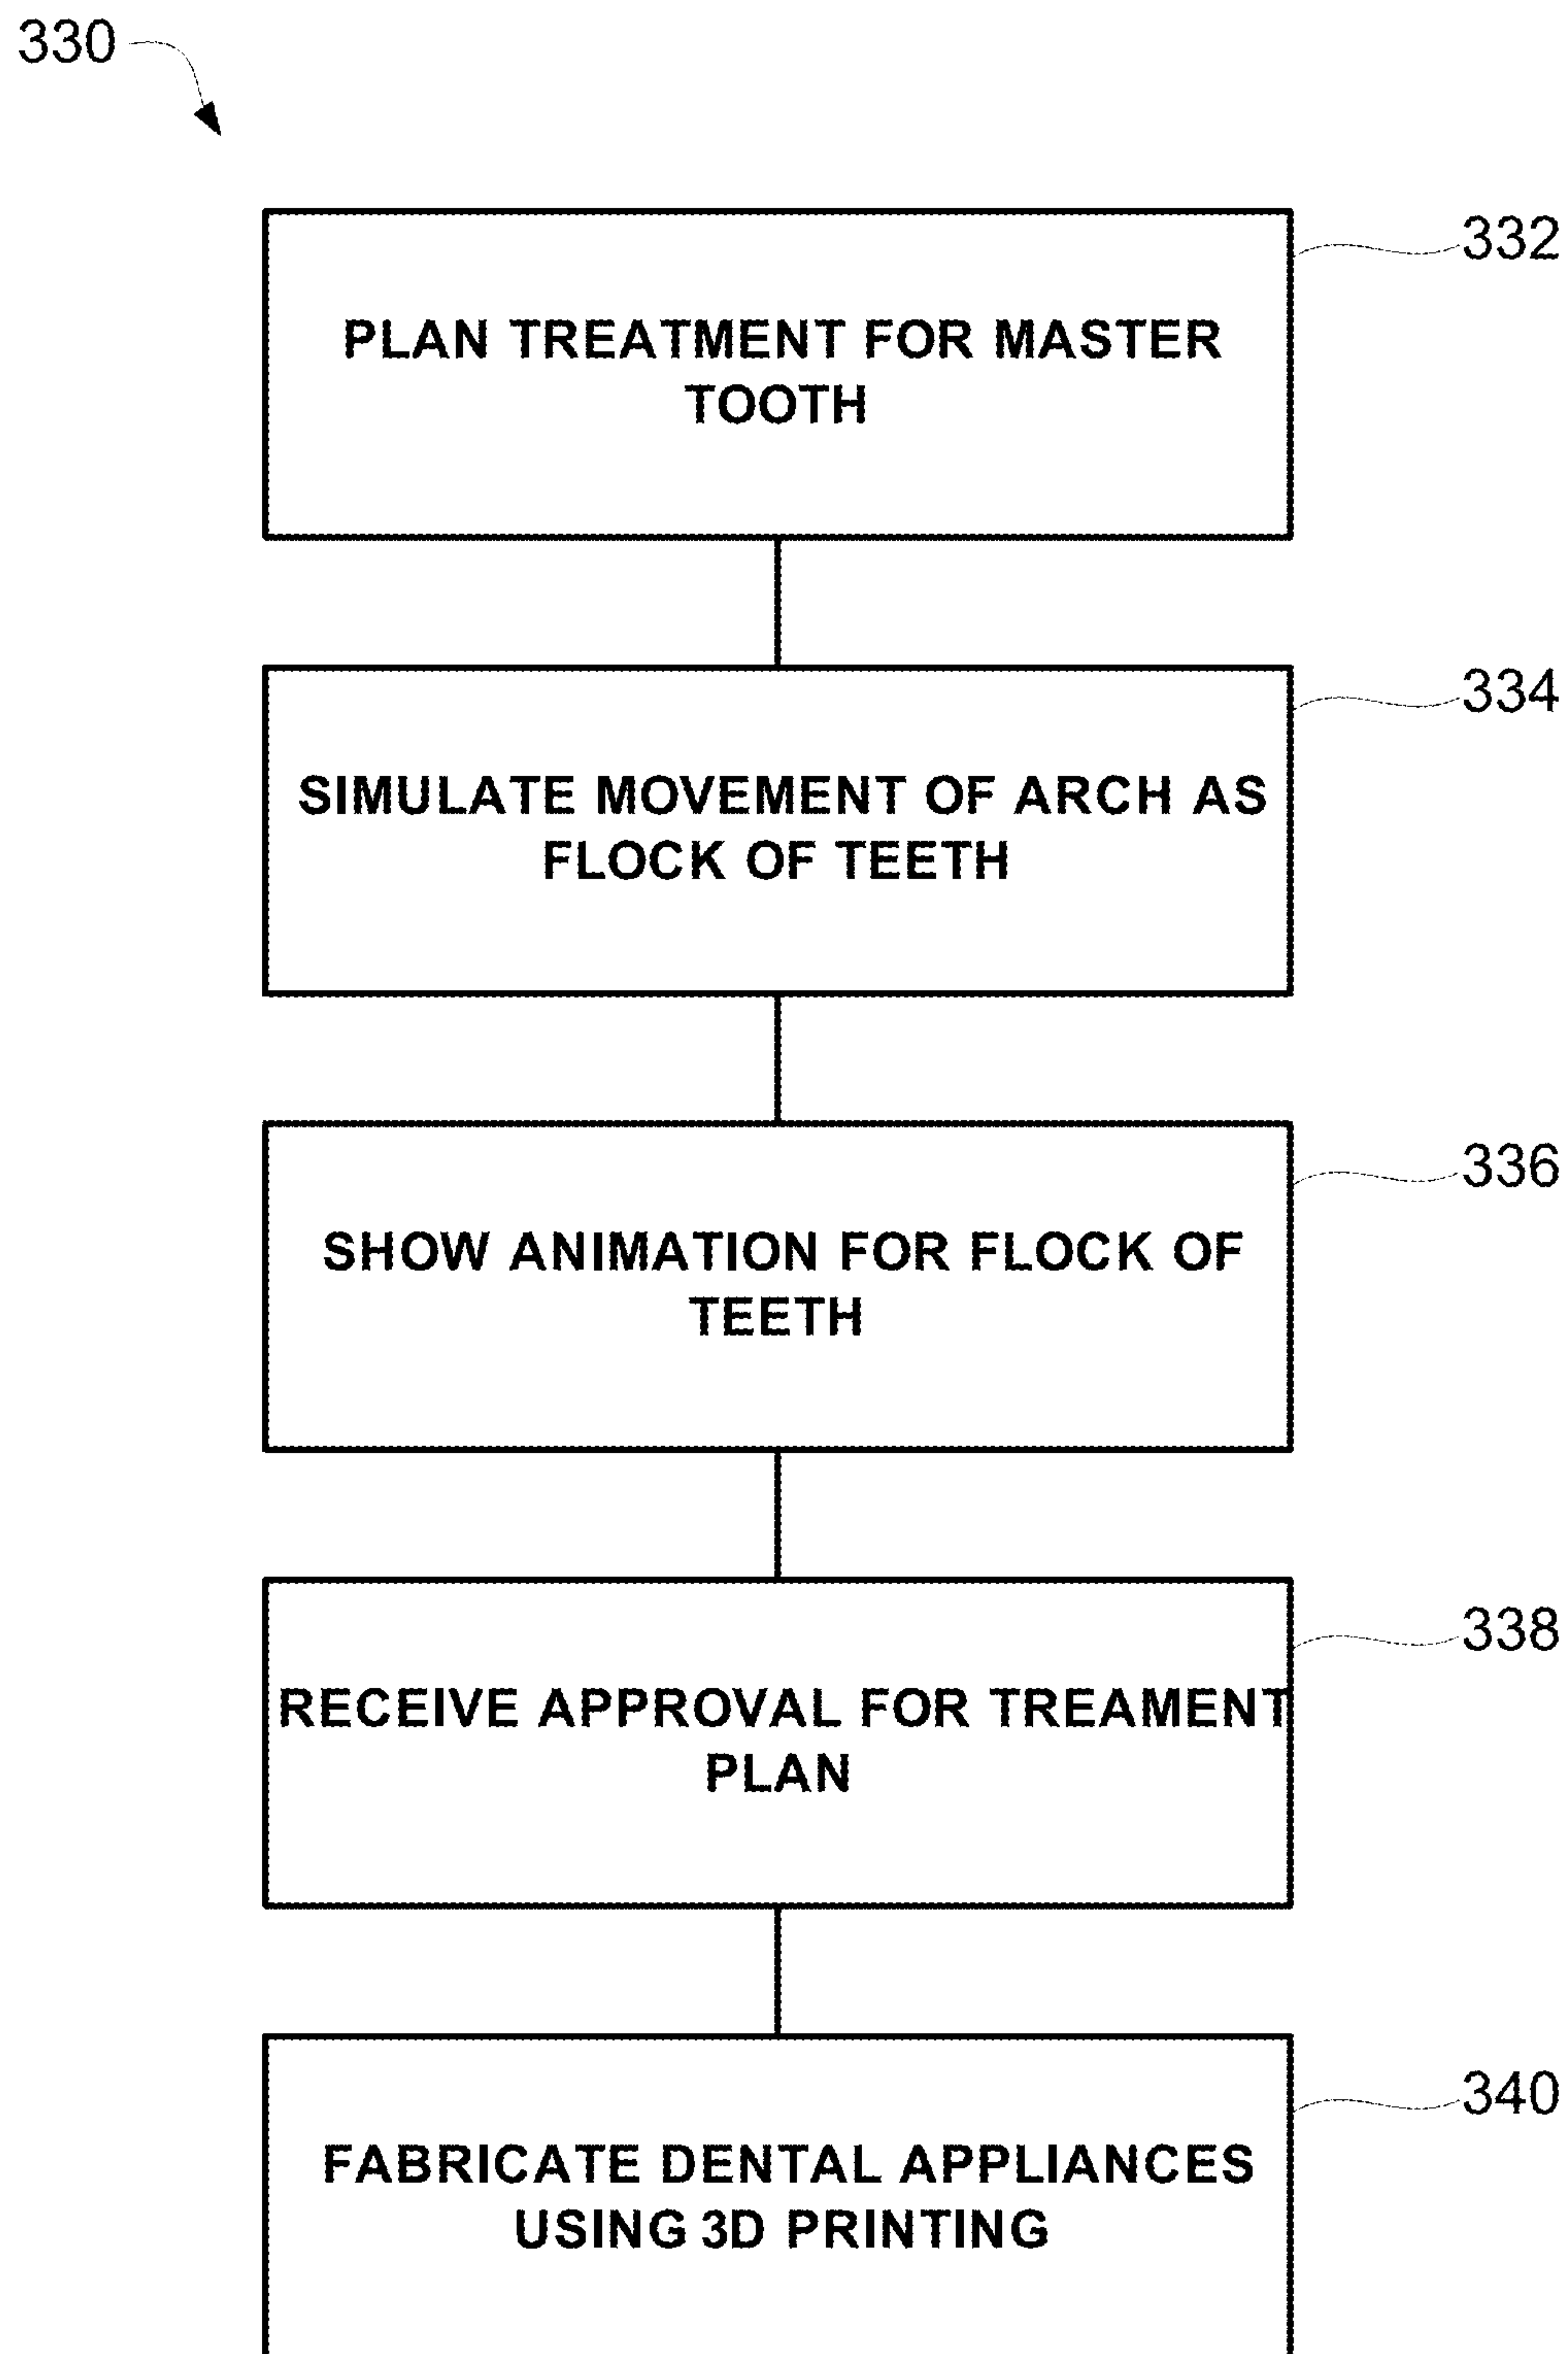 330
332
PLAN TREATMENT FOR MASTER
TOOTH
334
SIMULATE MOVEMENT OF ARCH AS
FLOCK OF TEETH
336
SHOW ANIMATION FOR FLOCK OF
TEETH
338
RECEIVE APPROVAL FOR TREAMENT
PLAN
340
FABRICATE DENTAL APPLIANCES
USING 3D PRINTING